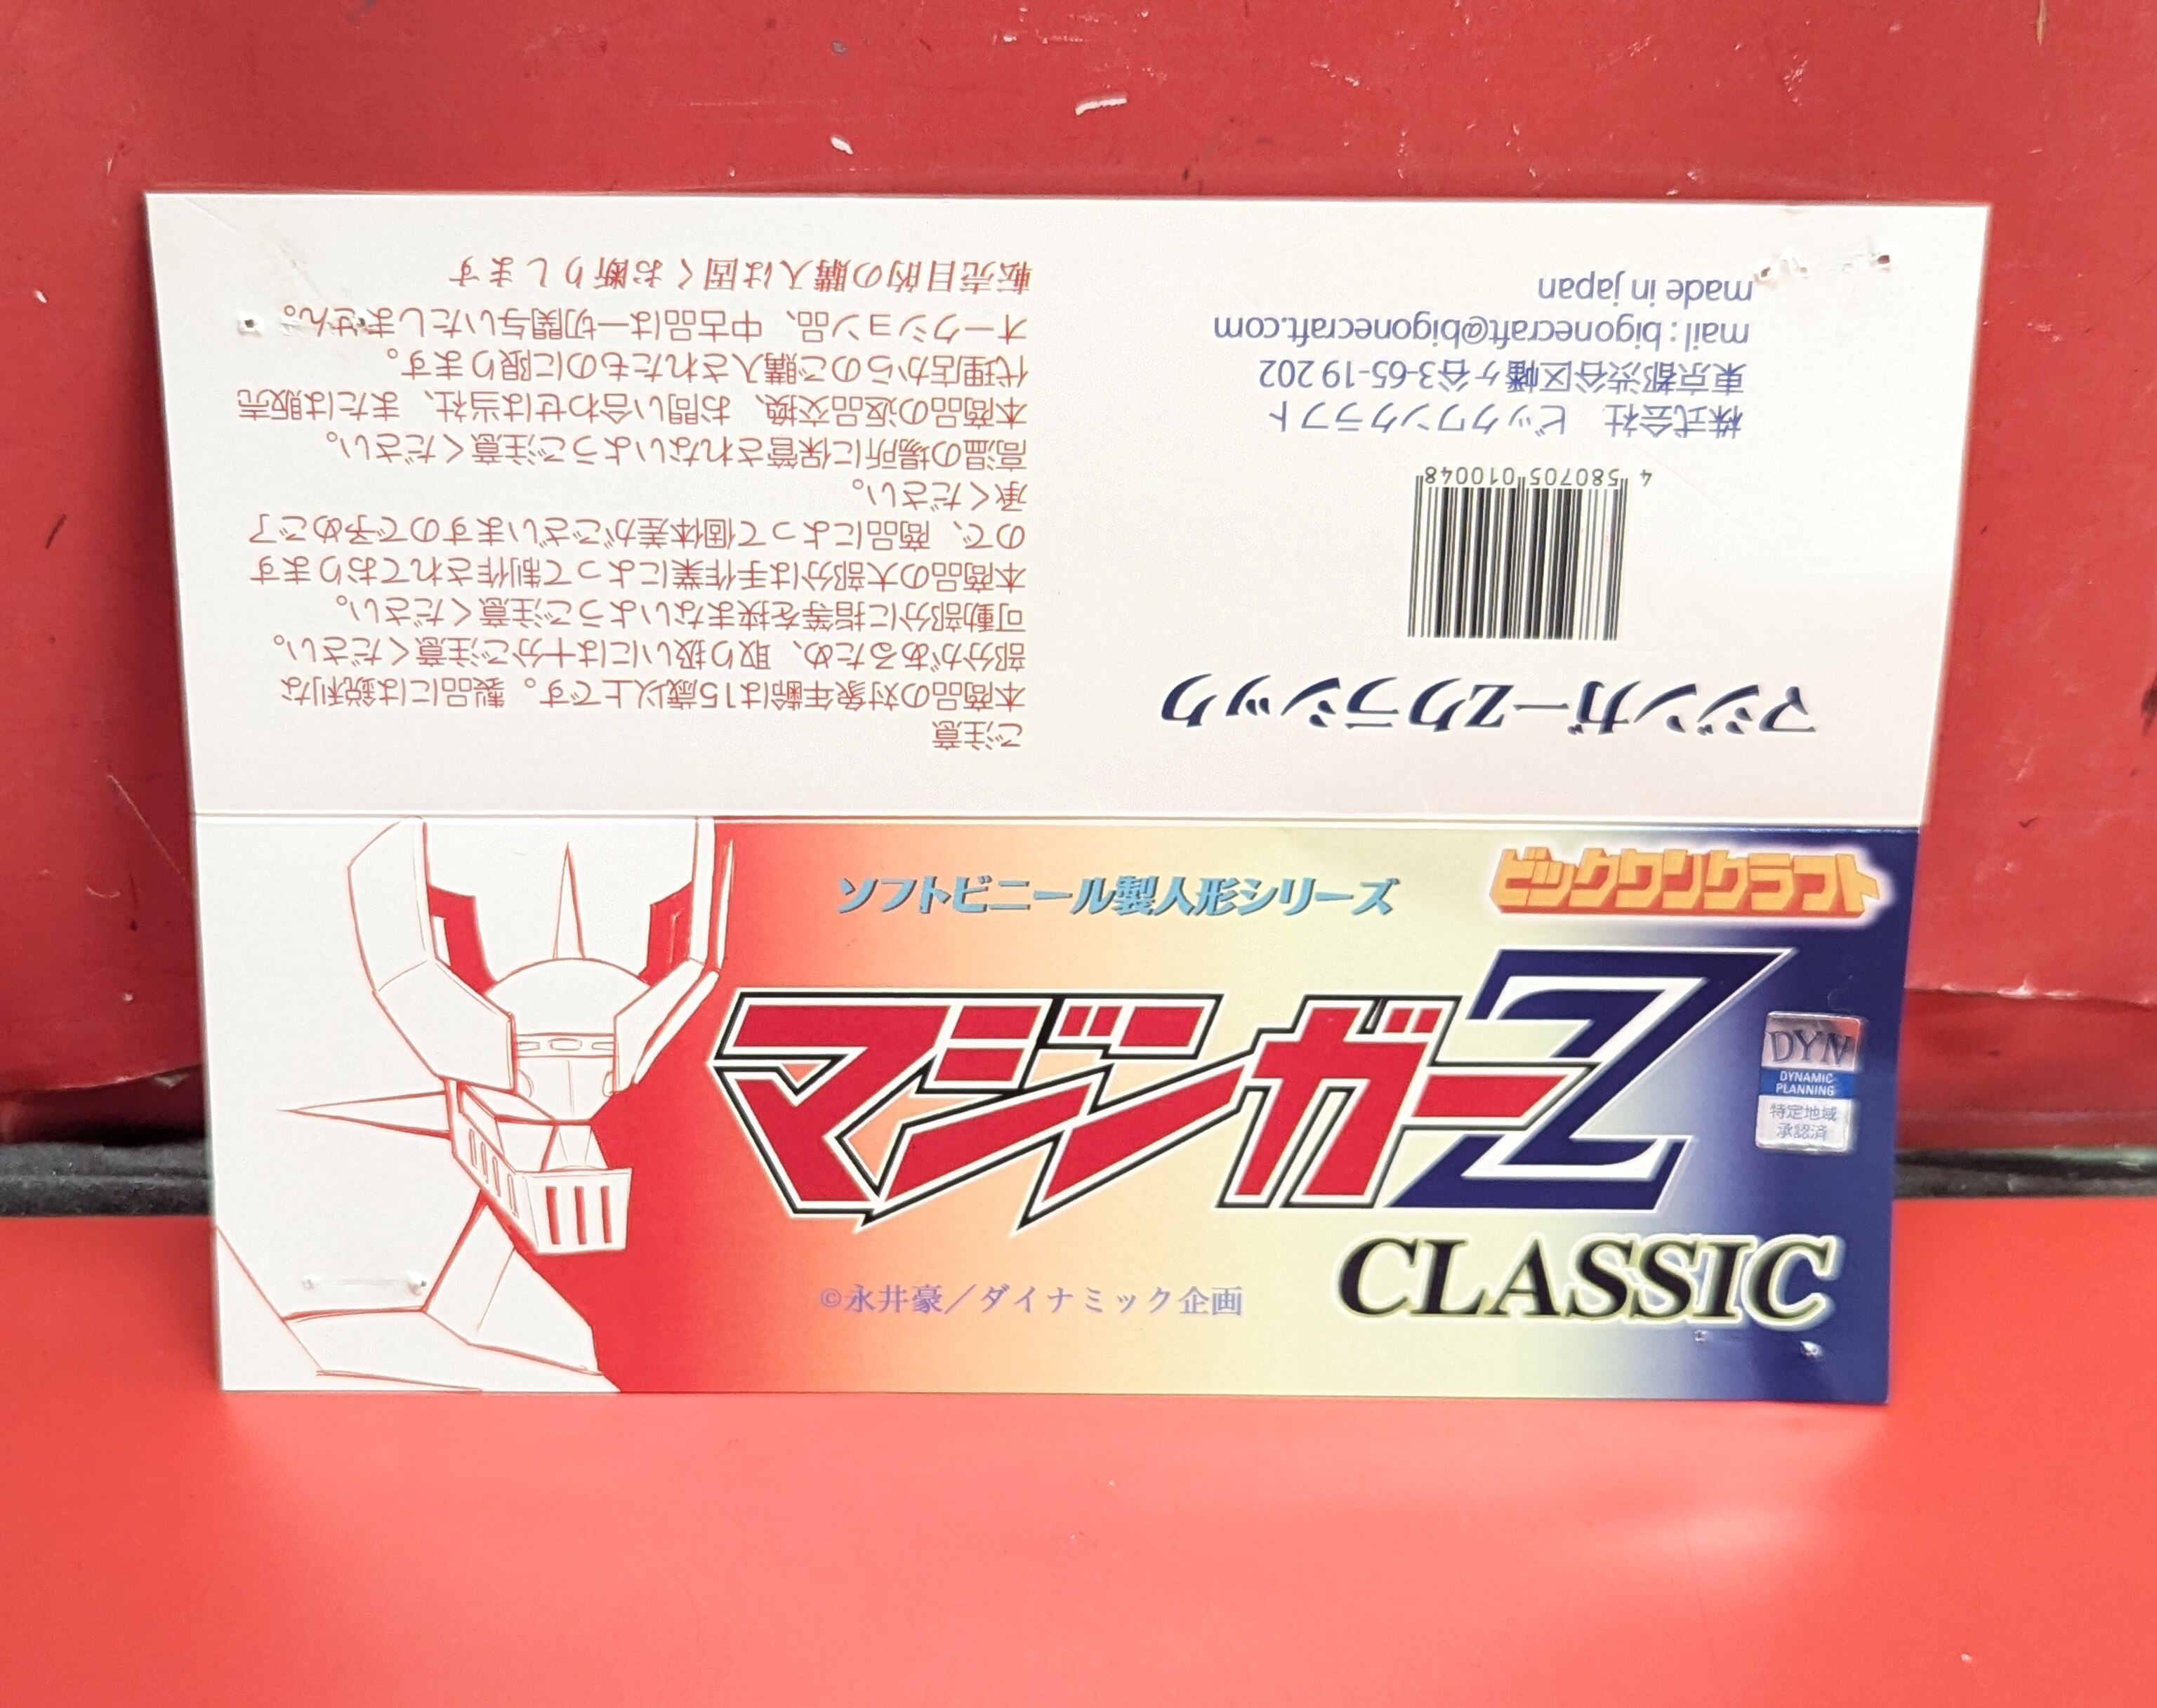 ビックワンクラフト
ソフトビニール製人形シリーズ
マジンガーZ
CLASSIC
DYN
DYNAMIC
PLANNING
特定地域
承認済
©永井豪／ダイナミック企画
マジンガーZクラシック
4 580705 010048
株式会社 ビックワンクラフト
東京都渋谷区幡ヶ谷3-65-19 202
mail : bigonecraft@bigonecraft.com
made in japan
ご注意
本商品の対象年齢は15歳以上です。製品には鋭利な
部分があるため、取り扱いには十分ご注意ください。
可動部分に指等を挟まないようご注意ください。
本商品の大部分は手作業によって制作されております
ので、商品によって個体差がございますので予めご了
承ください。
高温の場所に保管されないようご注意ください。
本商品の返品交換、お問い合わせは当社、または販売
代理店からのご購入されたものに限ります。
オークション品、中古品は一切関与いたしません。
転売目的の購入は固くお断りします